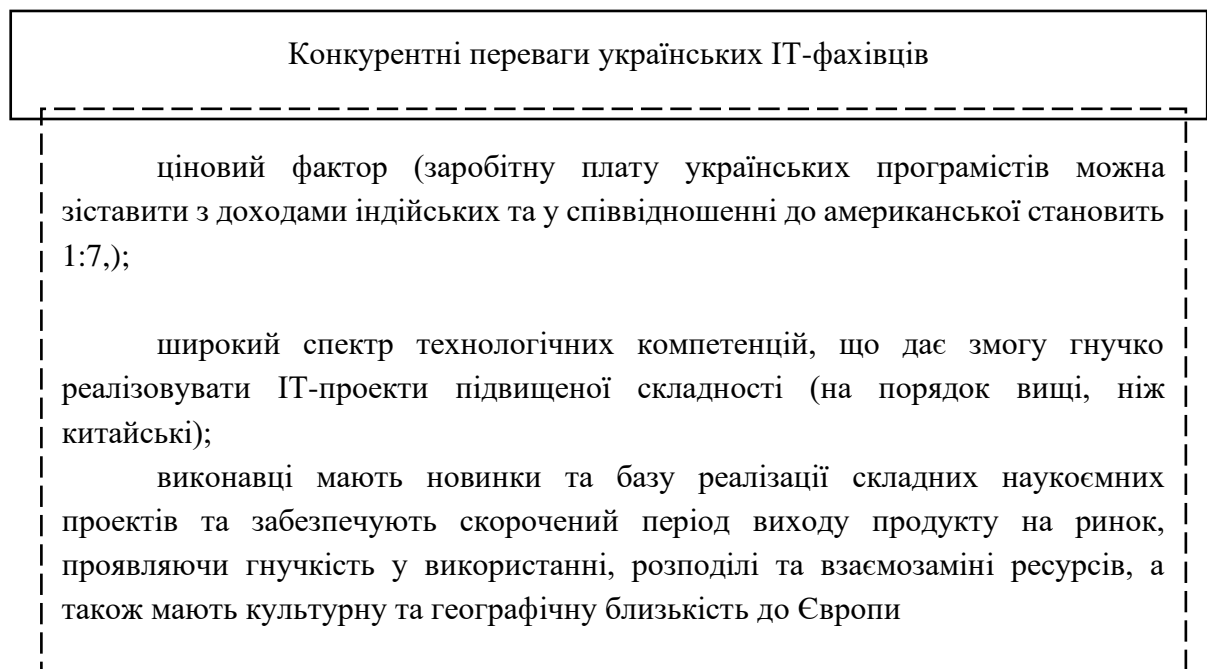 Конкурентні переваги українських ІТ-фахівців
ціновий фактор (заробітну плату українських програмістів можна
зіставити з доходами індійських та у співвідношенні до американської становить
1:7,);
широкий спектр технологічних компетенцій, що дає змогу гнучко
реалізовувати ІТ-проекти підвищеної складності (на порядок вищі, ніж
китайські);
виконавці мають новинки та базу реалізації складних наукоємних
проектів та забезпечують скорочений період виходу продукту на ринок,
проявляючи гнучкість у використанні, розподілі та взаємозаміні ресурсів, а
також мають культурну та географічну близькість до Європи